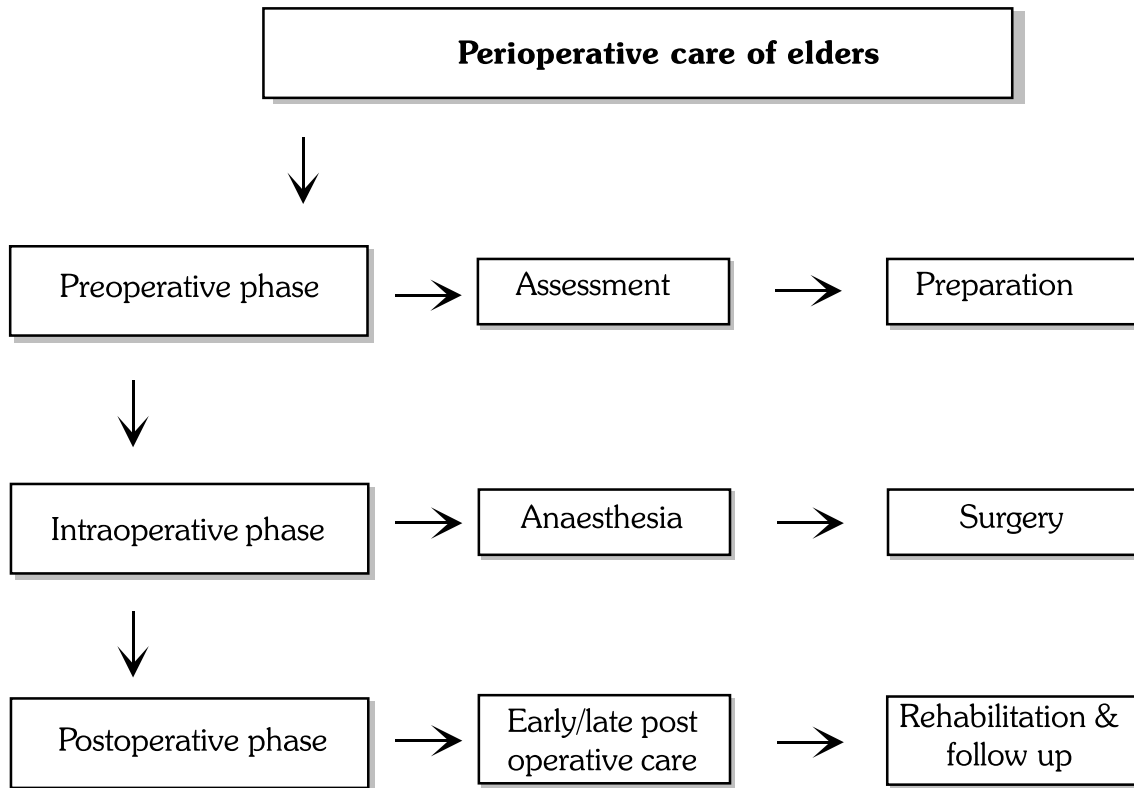 Perioperative care of elders
Preoperative phase
Assessment
Preparation
Intraoperative phase
Anaesthesia
Surgery
Postoperative phase
Early/late post
operative care
Rehabilitation &
follow up